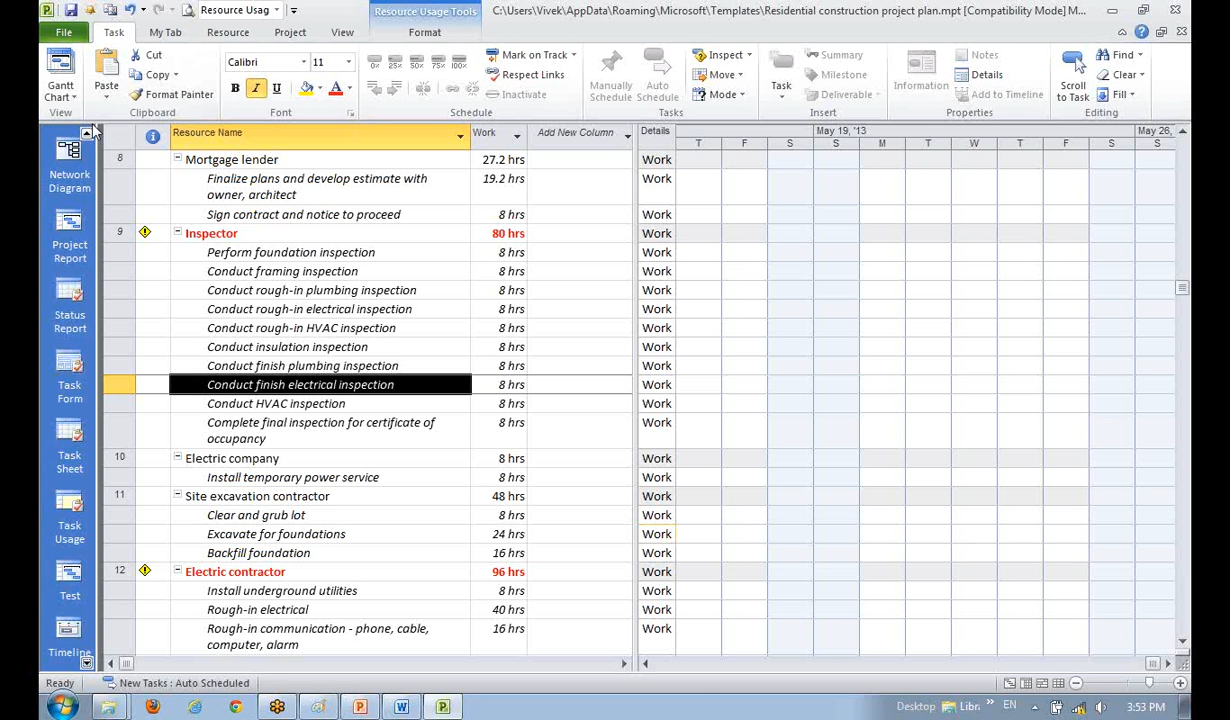 Resource Usag
Resource Usage Tools
C:\Users\Vivek\AppData\Roaming\Microsoft\Templates\Residential construction project plan.mpt [Compatibility Mode] M...
File
Task
My Tab
Resource
Project
View
Format
Gantt Chart
View
Paste
Cut
Copy
Format Painter
Clipboard
Calibri
11
B I U
Font
0% 25% 50% 75% 100%
Mark on Track
Respect Links
Inactivate
Schedule
Manually Schedule
Auto Schedule
Inspect
Move
Mode
Tasks
Task
Summary
Milestone
Deliverable
Insert
Information
Notes
Details
Add to Timeline
Properties
Scroll to Task
Find
Clear
Fill
Editing
Network Diagram
Project Report
Status Report
Task Form
Task Sheet
Task Usage
Test
Timeline
Resource Name
Work
Add New Column
Details
May 19, '13
May 26,
T F S S M T W T F S S
8 Mortgage lender 27.2 hrs Work
Finalize plans and develop estimate with 19.2 hrs Work
owner, architect
Sign contract and notice to proceed 8 hrs Work
9 Inspector 80 hrs Work
Perform foundation inspection 8 hrs Work
Conduct framing inspection 8 hrs Work
Conduct rough-in plumbing inspection 8 hrs Work
Conduct rough-in electrical inspection 8 hrs Work
Conduct rough-in HVAC inspection 8 hrs Work
Conduct insulation inspection 8 hrs Work
Conduct finish plumbing inspection 8 hrs Work
Conduct finish electrical inspection 8 hrs Work
Conduct HVAC inspection 8 hrs Work
Complete final inspection for certificate of 8 hrs Work
occupancy
10 Electric company 8 hrs Work
Install temporary power service 8 hrs Work
11 Site excavation contractor 48 hrs Work
Clear and grub lot 8 hrs Work
Excavate for foundations 24 hrs Work
Backfill foundation 16 hrs Work
12 Electric contractor 96 hrs Work
Install underground utilities 8 hrs Work
Rough-in electrical 40 hrs Work
Rough-in communication - phone, cable, 16 hrs Work
computer, alarm
Ready
New Tasks : Auto Scheduled
Desktop
Libr
EN
3:53 PM